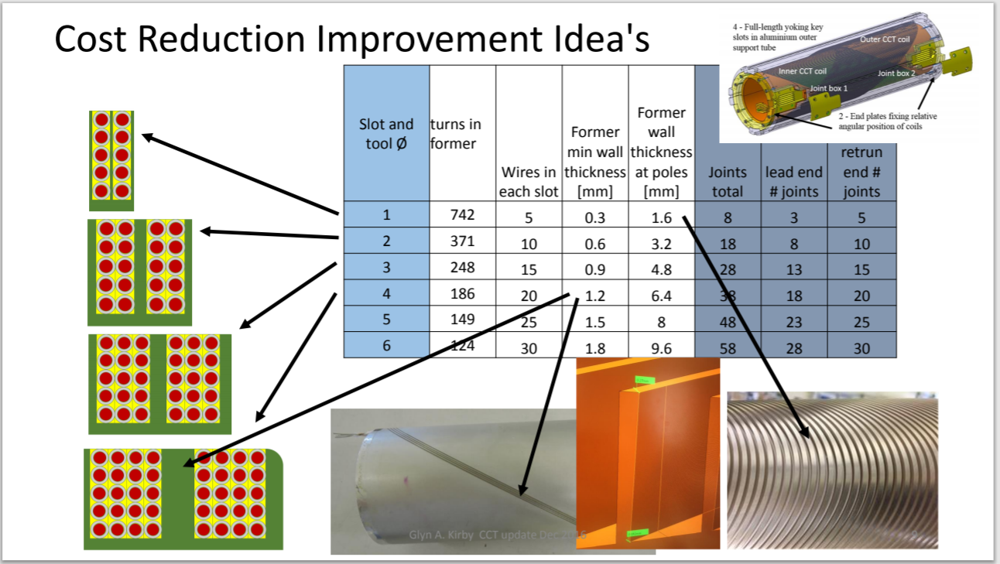 Cost Reduction Improvement Idea's
4 - Full-length yoking key
slots in aluminium outer
support tube
Outer CCT coil
Inner CCT coil
Joint box 2
Joint box 1
2 - End plates fixing relative
angular position of coils
Slot and
tool Ø
turns in
former
Wires in
each slot
Former
min wall
thickness
[mm]
Former
wall
thickness
at poles
[mm]
Joints
total
lead end
# joints
retrun
end #
joints
1 742 5 0.3 1.6 8 3 5
2 371 10 0.6 3.2 18 8 10
3 248 15 0.9 4.8 28 13 15
4 186 20 1.2 6.4 38 18 20
5 149 25 1.5 8 48 23 25
6 124 30 1.8 9.6 58 28 30
Glyn A. Kirby CCT update Dec 2016